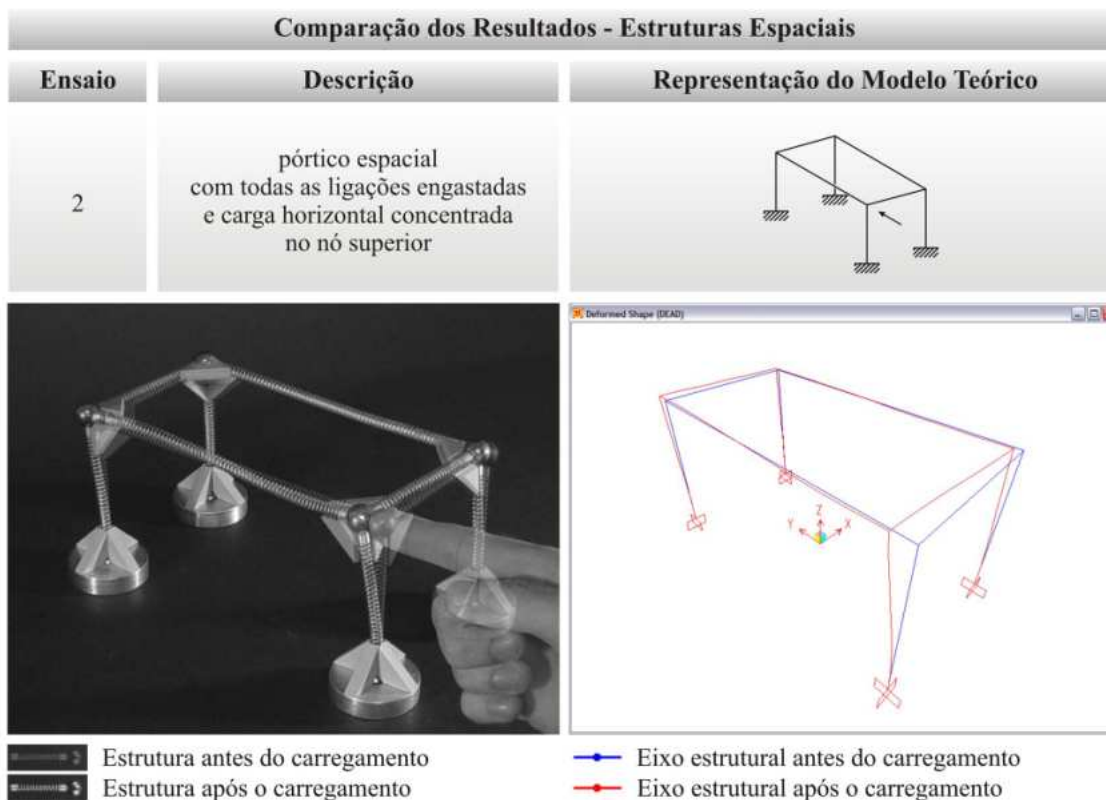 Comparação dos Resultados - Estruturas Espaciais
Ensaio
Descrição
Representação do Modelo Teórico
2
pórtico espacial
com todas as ligações engastadas
e carga horizontal concentrada
no nó superior
Deformed Shape (DEAD)
Z
Y
X
Estrutura antes do carregamento
Estrutura após o carregamento
Eixo estrutural antes do carregamento
Eixo estrutural após o carregamento